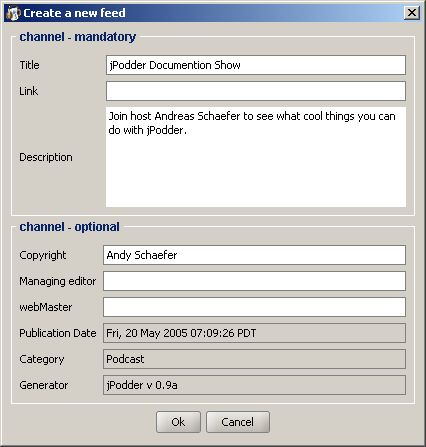 Create a new feed
channel - mandatory
Title jPodder Documention Show
Link
Join host Andreas Schaefer to see what cool things you can
do with jPodder.
Description
channel - optional
Copyright Andy Schaefer
Managing editor
webMaster
Publication Date Fri, 20 May 2005 07:09:26 PDT
Category Podcast
Generator jPodder v 0.9a
Ok Cancel